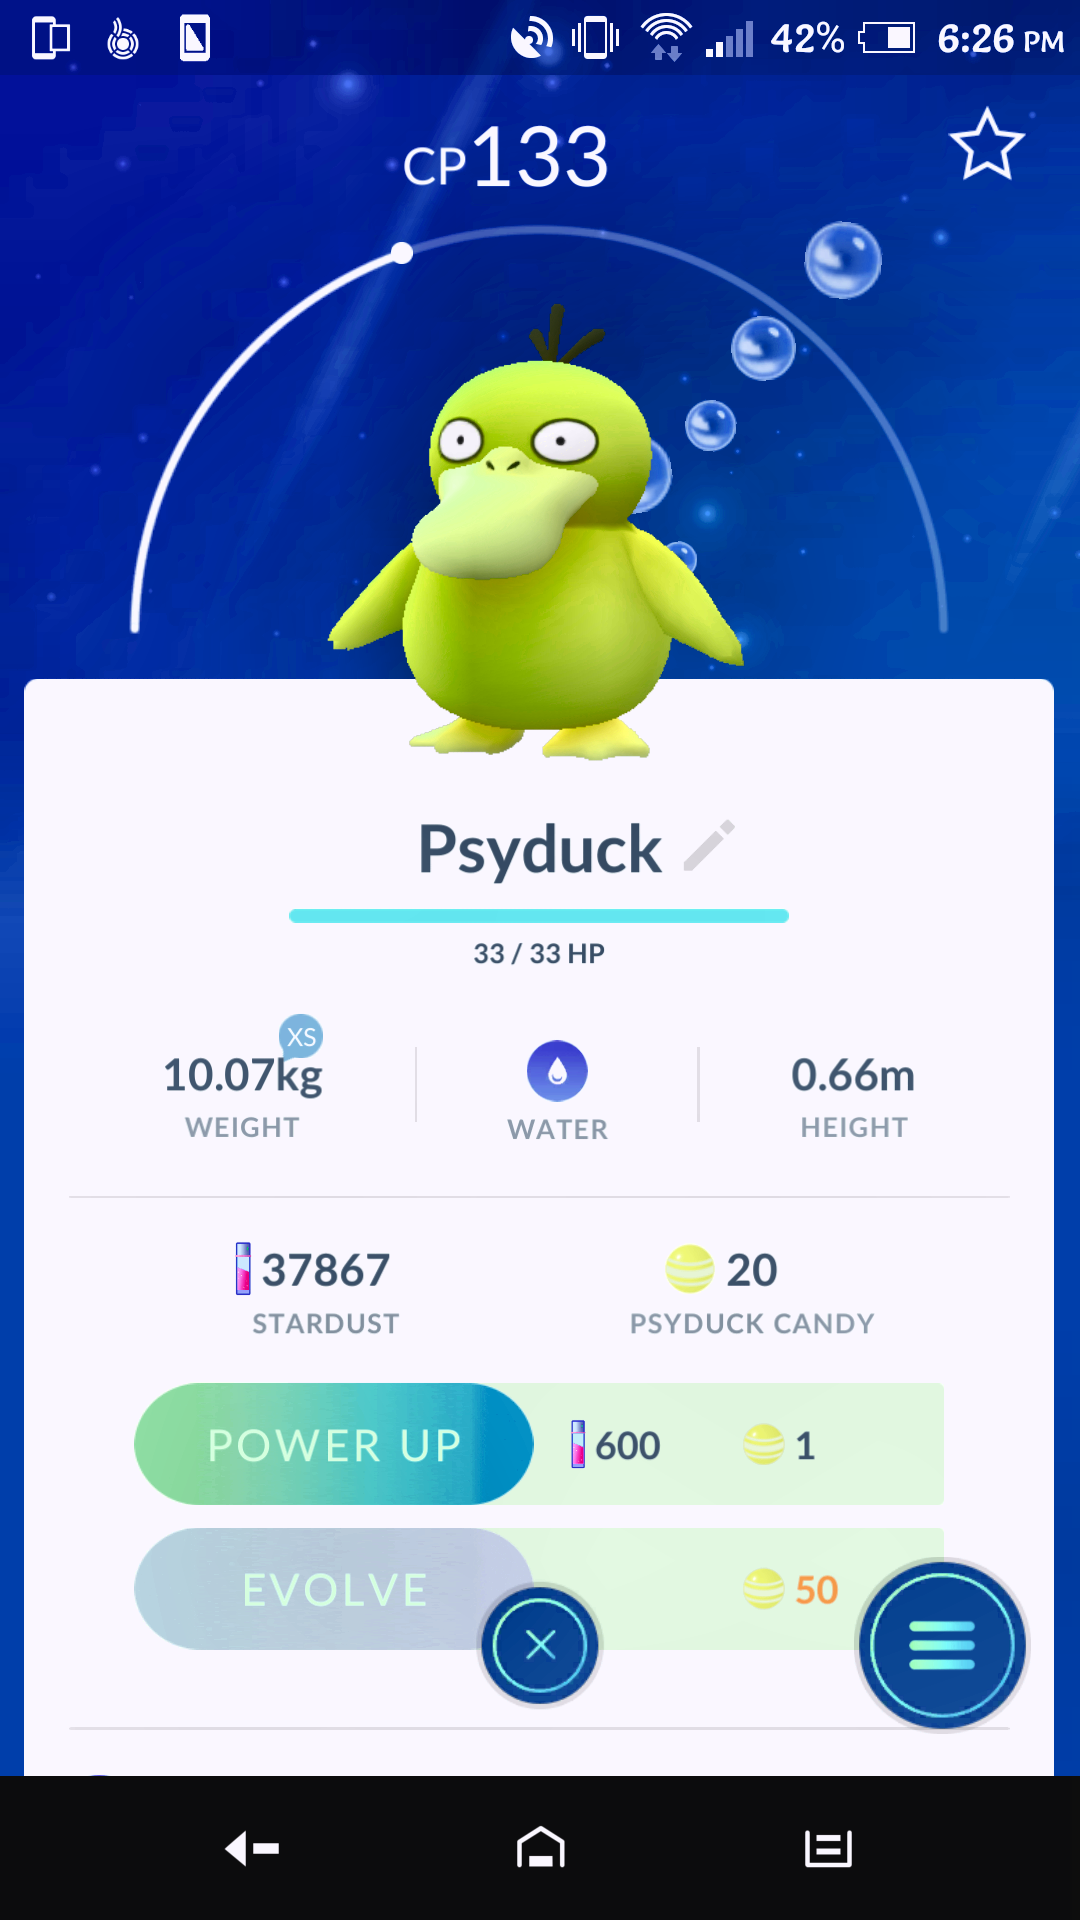 42% 6:26 PM
CP133
Psyduck
33 / 33 HP
XS
10.07kg
WEIGHT
WATER
0.66m
HEIGHT
37867
STARDUST
20
PSYDUCK CANDY
POWER UP 600 1
EVOLVE 50